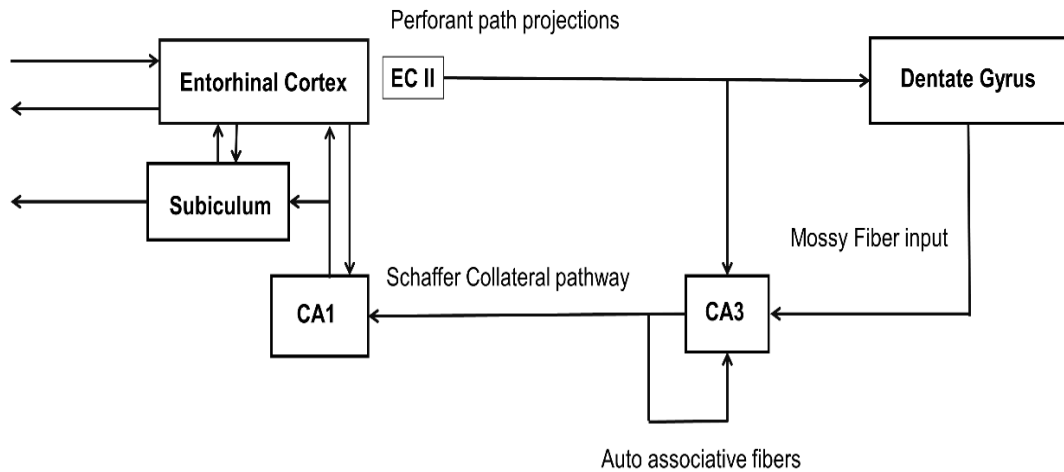 Perforant path projections
Entorhinal Cortex
EC II
Dentate Gyrus
Subiculum
Mossy Fiber input
Schaffer Collateral pathway
CA1
CA3
Auto associative fibers